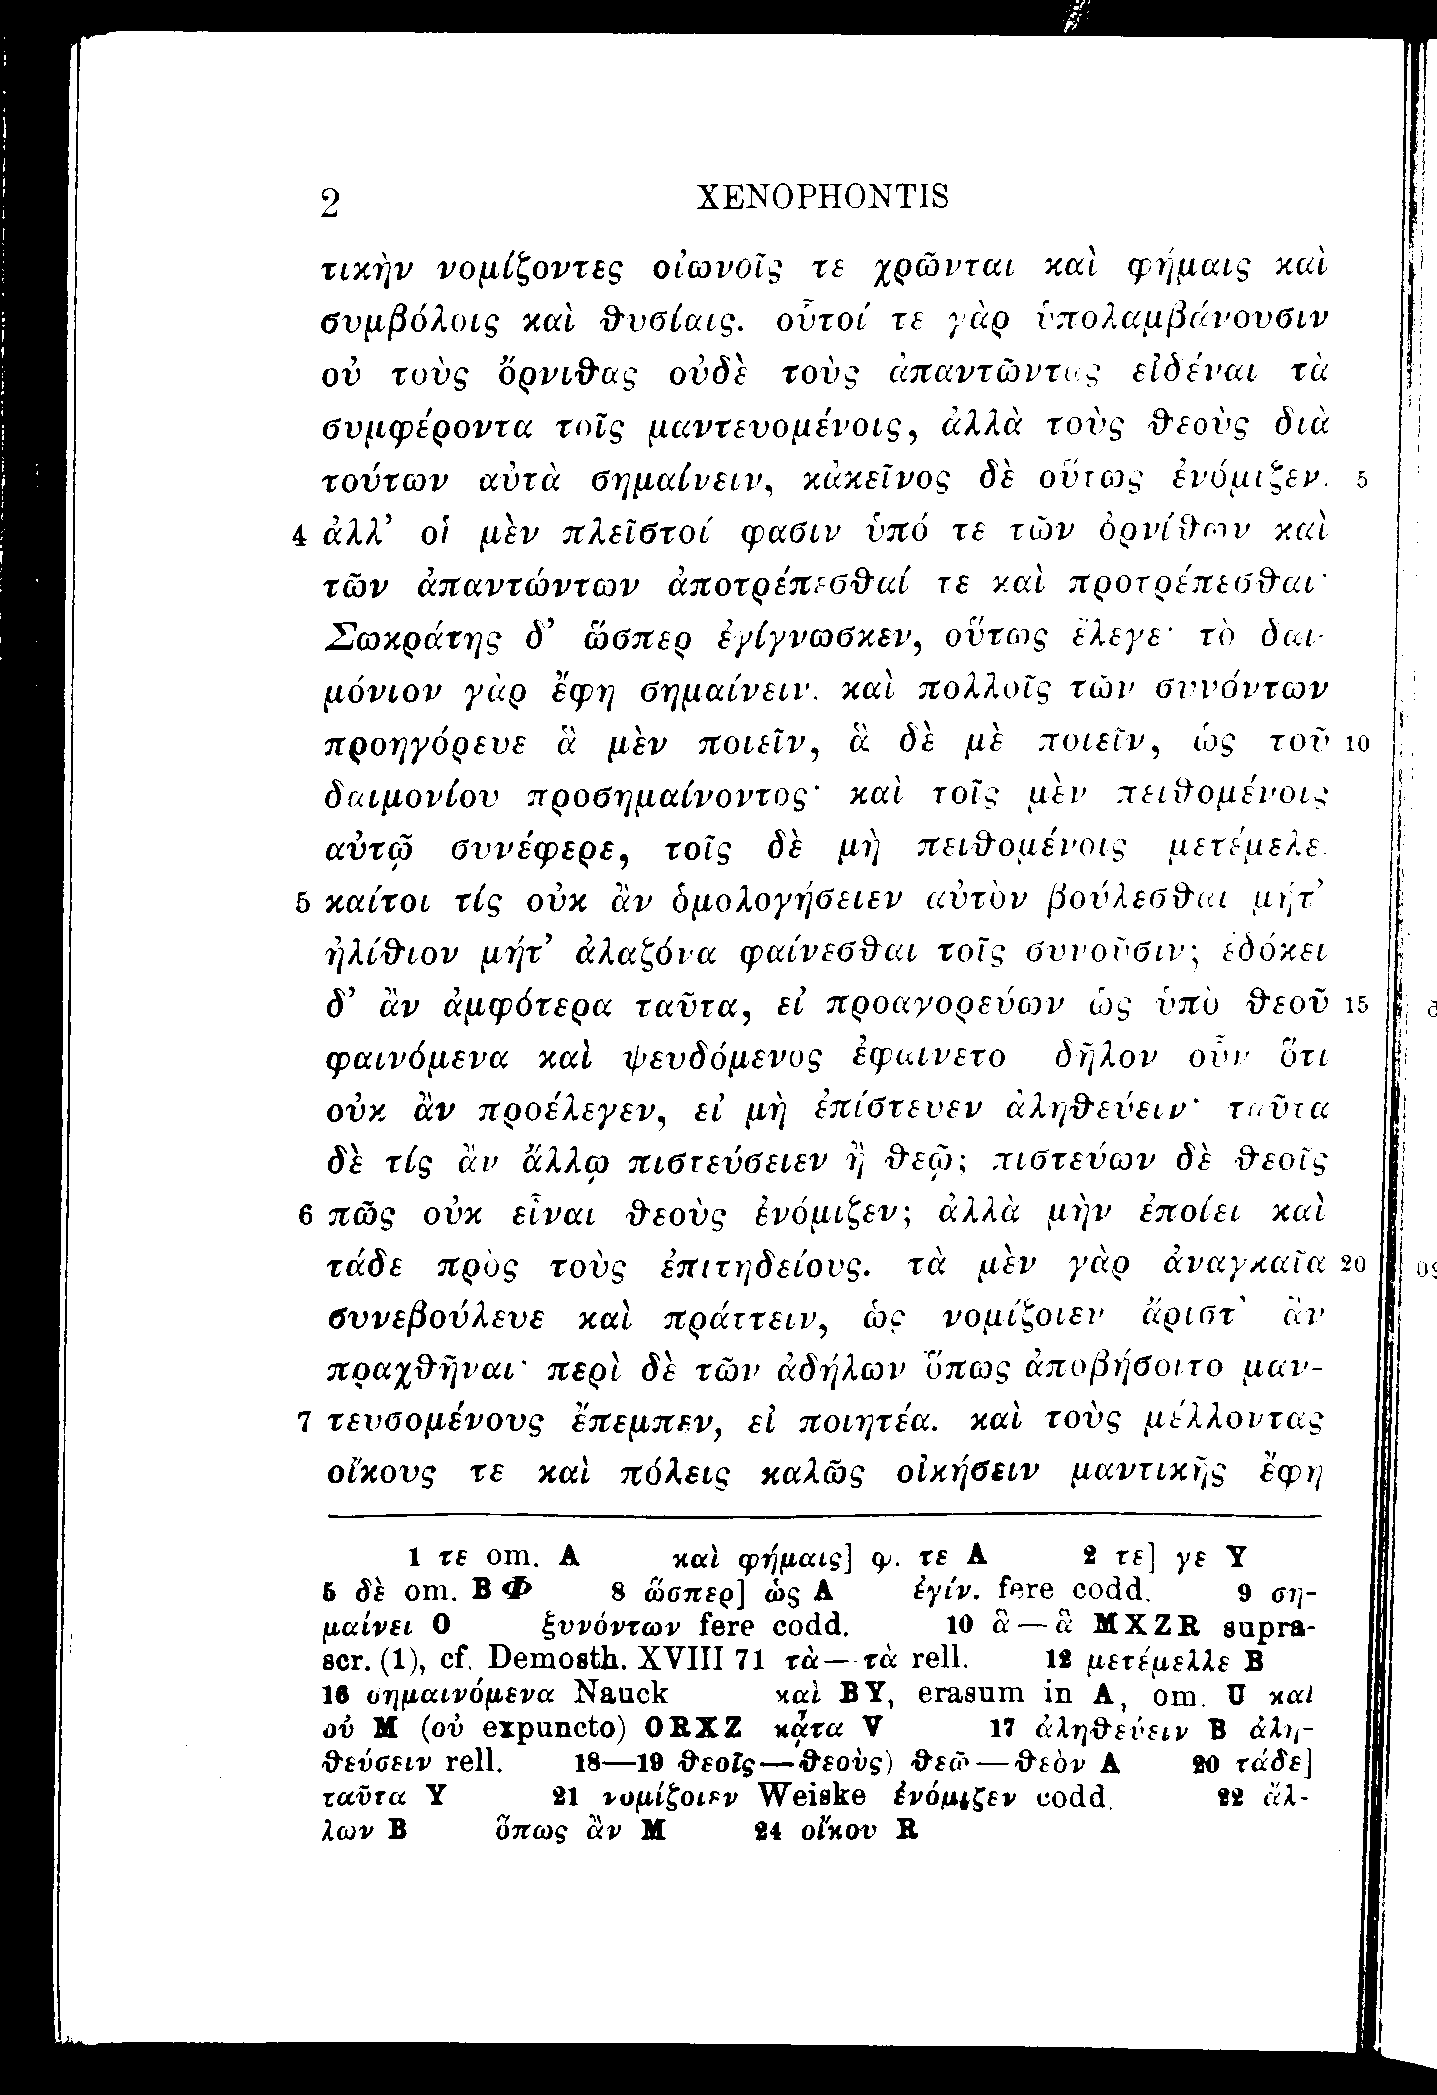 2 XENOPHONTIS
τικὴν νομίζοντες οἰωνοῖς τε χρῶνται καὶ φήμαις καὶ
συμβόλοις καὶ θυσίαις. οὗτοί τε γὰρ ὑπολαμβάνουσιν
οὐ τοὺς ὄρνιθας οὐδὲ τοὺς ἀπαντῶντας εἰδέναι τὰ
συμφέροντα τοῖς μαντευομένοις, ἀλλὰ τοὺς θεοὺς διὰ
τούτων αὐτὰ σημαίνειν, κἀκεῖνος δὲ οὕτως ἐνόμιζεν. 5
4 ἀλλ’ οἱ μὲν πλεῖστοί φασιν ὑπό τε τῶν ὀρνίθων καὶ
τῶν ἀπαντώντων ἀποτρέπεσθαί τε καὶ προτρέπεσθαι·
Σωκράτης δ’ ὥσπερ ἐγίγνωσκεν, οὕτως ἔλεγε· τὸ δαι-
μόνιον γὰρ ἔφη σημαίνειν. καὶ πολλοῖς τῶν συνόντων
προηγόρευε ἃ μὲν ποιεῖν, ἃ δὲ μὲ ποιεῖν, ὡς τοῦ 10
δαιμονίου προσημαίνοντος· καὶ τοῖς μὲν πειθομένοις
αὐτῷ συνέφερε, τοῖς δὲ μὴ πειθομένοις μετέμελε.
5 καίτοι τίς οὐκ ἂν ὁμολογήσειεν αὐτὸν βούλεσθαι μήτ’
ἠλίθιον μήτ’ ἀλαζόνα φαίνεσθαι τοῖς συνοῦσιν; ἐδόκει
δ’ ἂν ἀμφότερα ταῦτα, εἰ προαγορεύων ὡς ὑπὸ θεοῦ 15
φαινόμενα καὶ ψευδόμενος ἐφαίνετο δῆλον οὖν ὅτι
οὐκ ἂν προέλεγεν, εἰ μὴ ἐπίστευεν ἀληθεύειν· ταῦτα
δὲ τίς ἂν ἄλλῳ πιστεύσειεν ἢ θεῷ; πιστεύων δὲ θεοῖς
6 πῶς οὐκ εἶναι θεοὺς ἐνόμιζεν; ἀλλὰ μὴν ἐποίει καὶ
τάδε πρὸς τοὺς ἐπιτηδείους. τὰ μὲν γὰρ ἀναγκαῖα 20
συνεβούλευε καὶ πράττειν, ὡς νομίζοιεν ἄριστ’ ἂν
πραχθῆναι· περὶ δὲ τῶν ἀδήλων ὅπως ἀποβήσοιτο μαν-
7 τευσομένους ἔπεμπεν, εἰ ποιητέα. καὶ τοὺς μέλλοντας
οἴκους τε καὶ πόλεις καλῶς οἰκήσειν μαντικῆς ἔφη
1 τε om. A καὶ φήμαις] φ. τε A 2 τε] γε Y
5 δὲ om. B Φ 8 ὥσπερ] ὡς A ἐγίν. fere codd. 9 ση-
μαίνει O ξυνόντων fere codd. 10 ἃ — ἃ MXZR supra-
scr. (1), cf. Demosth. XVIII 71 τὰ — τὰ rell. 12 μετέμελλε B
16 σημαινόμενα Nauck καὶ BY, erasum in A, om. U καὶ
οὐ M (οὐ expuncto) ORXZ κᾆτα V 17 ἀληθεύειν B ἀλη-
θεύσειν rell. 18—19 θεοῖς — θεοὺς) θεῷ — θεὸν A 20 τάδε]
ταῦτα Y 21 νομίζοιεν Weiske ἐνόμιζεν codd. 22 ἄλ-
λων B ὅπως ἂν M 24 οἴκου R